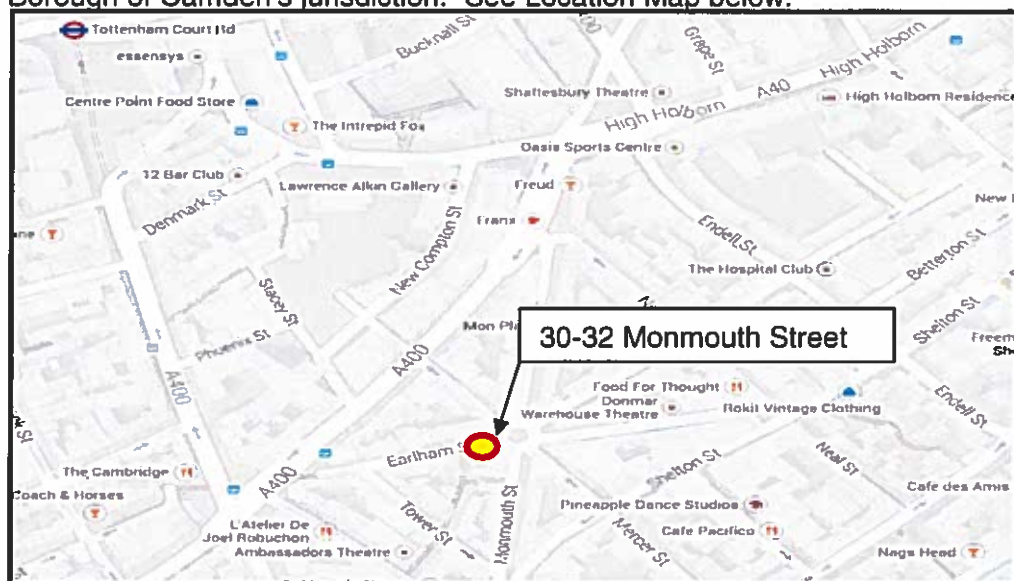 Borough of Camden's jurisdiction. See Location Map below.
Tottenham Court Rd
Bucknall St
essensys
Grape St
High Holborn
Centre Point Food Store
Shaftesbury Theatre
A40
High Holborn Residence
The Intrepid Fox
High Holborn
Oasis Sports Centre
12 Bar Club
Lawrence Alkin Gallery
Freud
Denmark St
New
Franx
Endell St
New Compton St
Betterton St
The Hospital Club
Stacey St
Shelton St
Mon Pla
30-32 Monmouth Street
Freem
Sh
Phoenix St
A400
A400
Food For Thought
Donmar
Warehouse Theatre
Rokit Vintage Clothing
Endell St
St
Earlham S
The Cambridge
A400
Shelton St
Neal St
Coach & Horses
Cafe des Amis
Tower St
Monmouth St
Pineapple Dance Studios
L'Atelier De
Joel Robuchon
Mercer St
Cafe Pacifico
Ambassadors Theatre
Nags Head